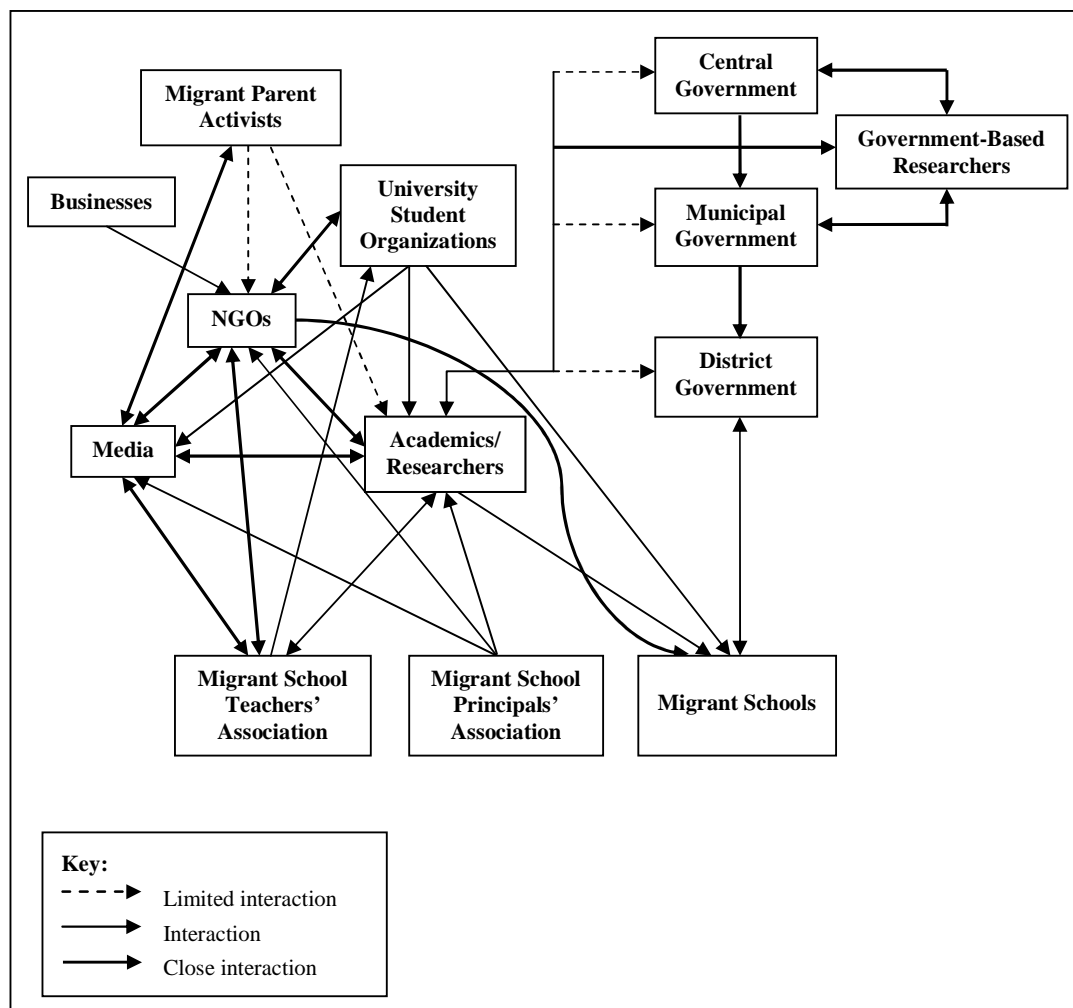 Central
Government
Migrant Parent
Activists
Government-Based
Researchers
University
Student
Organizations
Businesses
Municipal
Government
NGOs
District
Government
Media
Academics/
Researchers
Migrant School
Teachers’
Association
Migrant School
Principals’
Association
Migrant Schools
Key:
Limited interaction
Interaction
Close interaction